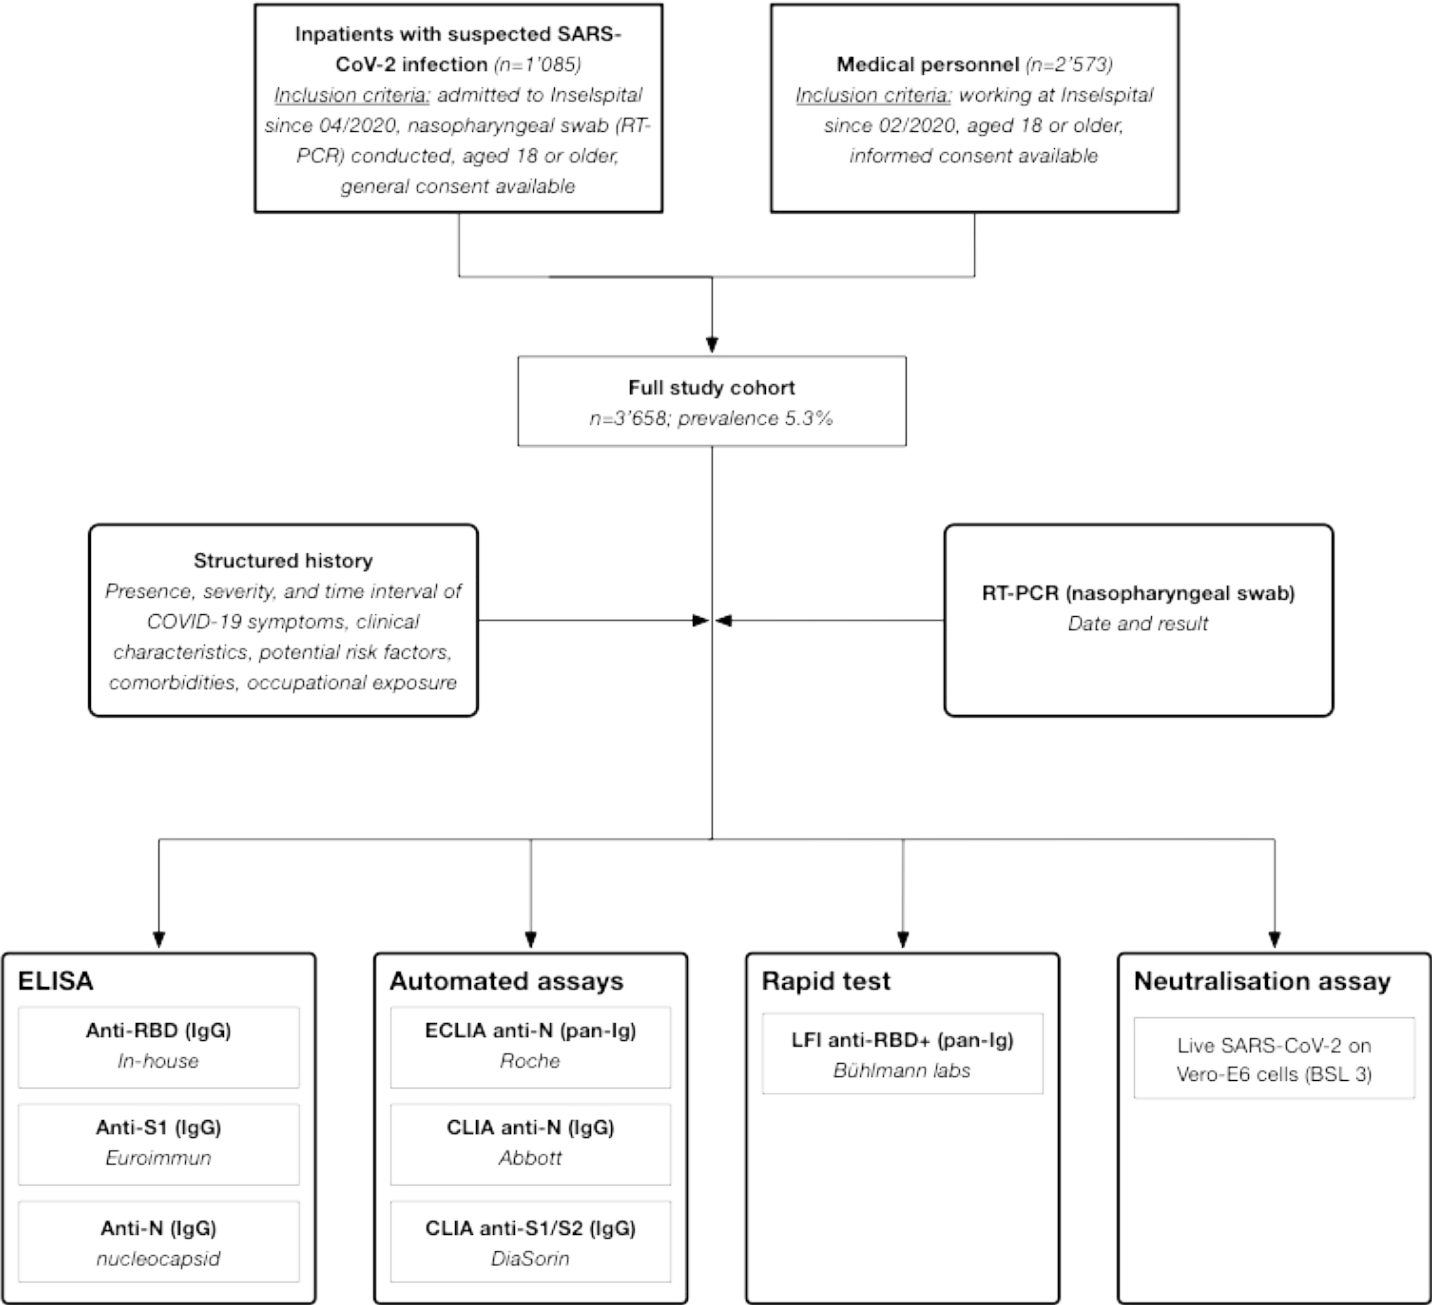 Inpatients with suspected SARS-
CoV-2 infection (n=1'085)
Inclusion criteria: admitted to Inselspital
since 04/2020, nasopharyngeal swab (RT-
PCR) conducted, aged 18 or older,
general consent available
Medical personnel (n=2'573)
Inclusion criteria: working at Inselspital
since 02/2020, aged 18 or older,
informed consent available
Full study cohort
n=3'658; prevalence 5.3%
Structured history
Presence, severity, and time interval of
COVID-19 symptoms, clinical
characteristics, potential risk factors,
comorbidities, occupational exposure
RT-PCR (nasopharyngeal swab)
Date and result
ELISA
Anti-RBD (IgG)
In-house
Anti-S1 (IgG)
Euroimmun
Anti-N (IgG)
nucleocapsid
Automated assays
ECLIA anti-N (pan-Ig)
Roche
CLIA anti-N (IgG)
Abbott
CLIA anti-S1/S2 (IgG)
DiaSorin
Rapid test
LFI anti-RBD+ (pan-Ig)
Bühlmann labs
Neutralisation assay
Live SARS-CoV-2 on
Vero-E6 cells (BSL 3)